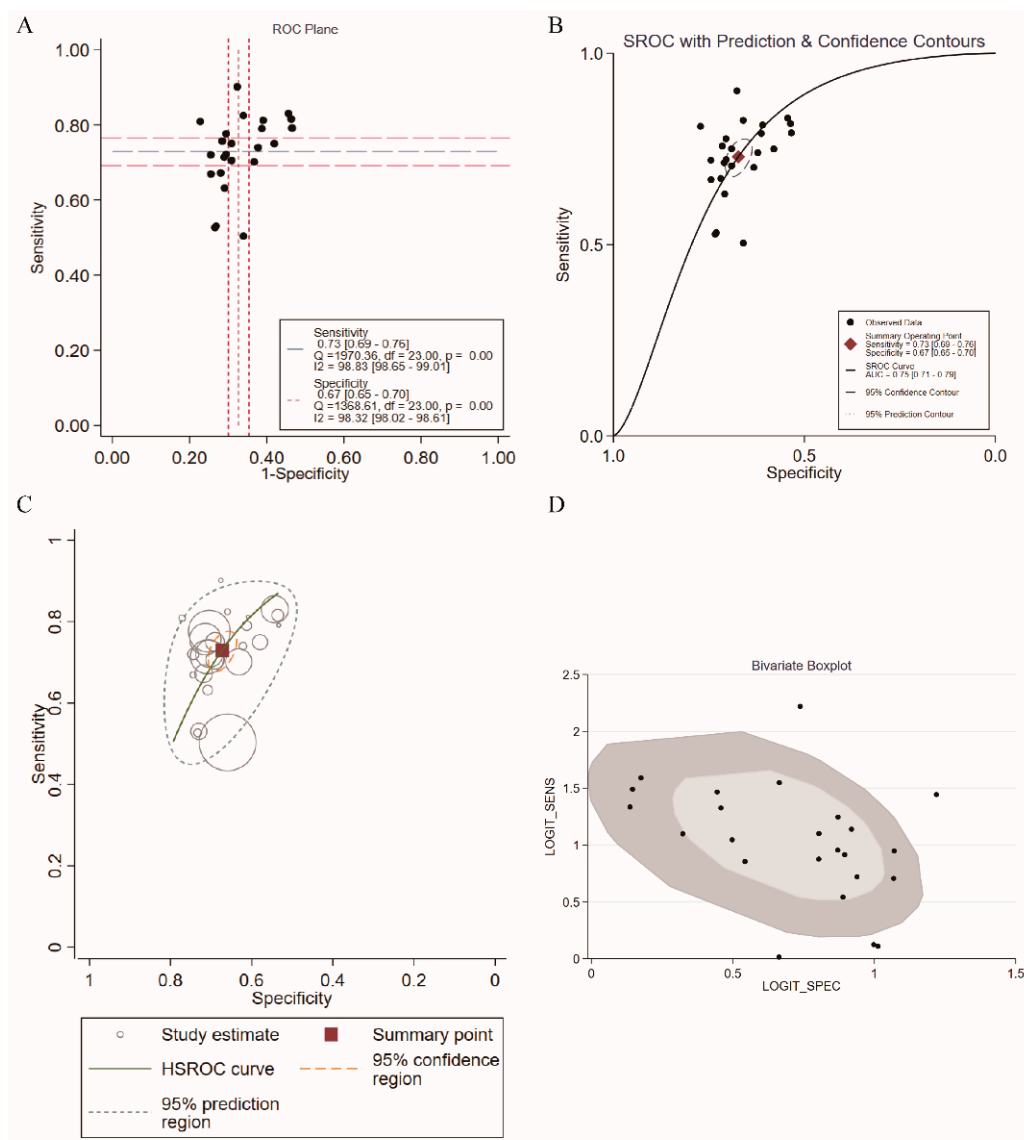 A
ROC Plane
1.00
0.80
0.60
0.40
0.20
0.00
Sensitivity
0.00 0.20 0.40 0.60 0.80 1.00
1-Specificity
Sensitivity
0.73 [0.69 - 0.76]
Q =1970.36, df = 23.00, p = 0.00
I2 = 98.83 [98.65 - 99.01]
Specificity
0.67 [0.65 - 0.70]
Q =1368.61, df = 23.00, p = 0.00
I2 = 98.32 [98.02 - 98.61]
B
SROC with Prediction & Confidence Contours
1.0
0.5
0.0
Sensitivity
1.0 0.5 0.0
Specificity
Observed Data
Summary Operating Point
Sensitivity = 0.73 [0.69 - 0.76]
Specificity = 0.67 [0.65 - 0.70]
SROC Curve
AUC = 0.75 [0.71 - 0.79]
95% Confidence Contour
95% Prediction Contour
C
1
0.8
0.6
0.4
0.2
0
Sensitivity
1 0.8 0.6 0.4 0.2 0
Specificity
Study estimate
Summary point
HSROC curve
95% confidence
region
95% prediction
region
D
Bivariate Boxplot
2.5
2
1.5
1
0.5
0
LOGIT_SENS
0 0.5 1 1.5
LOGIT_SPEC